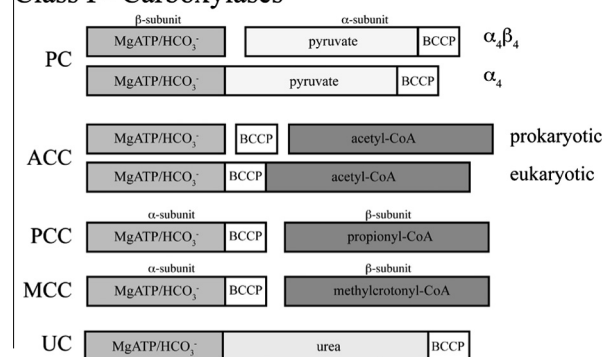 Class I - Carboxylases
β-subunit α-subunit
PC MgATP/HCO₃⁻ pyruvate BCCP α₄β₄
MgATP/HCO₃⁻ pyruvate BCCP α₄
ACC MgATP/HCO₃⁻ BCCP acetyl-CoA prokaryotic
MgATP/HCO₃⁻ BCCP acetyl-CoA eukaryotic
α-subunit β-subunit
PCC MgATP/HCO₃⁻ BCCP propionyl-CoA
α-subunit β-subunit
MCC MgATP/HCO₃⁻ BCCP methylcrotonyl-CoA
UC MgATP/HCO₃⁻ urea BCCP